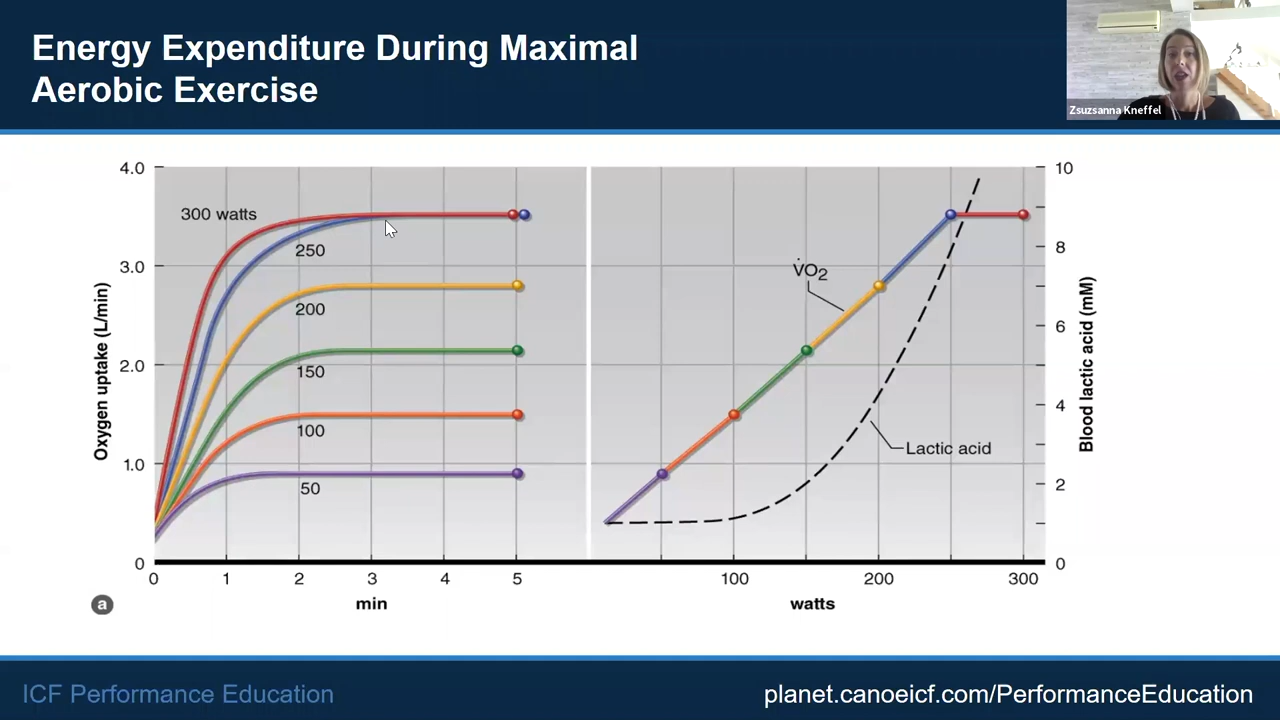 Energy Expenditure During Maximal
Aerobic Exercise
Zsuzsanna Kneffel
Oxygen uptake (L/min)
4.0
3.0
2.0
1.0
0
300 watts
250
200
150
100
50
0 1 2 3 4 5
min
a
V̇O2
Lactic acid
100 200 300
watts
10
8
6
4
2
0
Blood lactic acid (mM)
ICF Performance Education
planet.canoeicf.com/PerformanceEducation